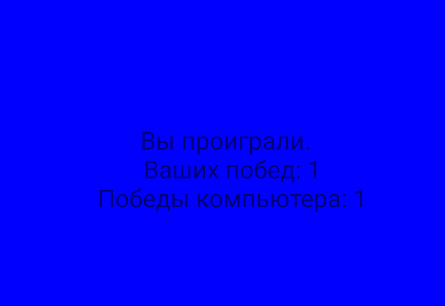 Вы проиграли.
Ваших побед: 1
Победы компьютера: 1